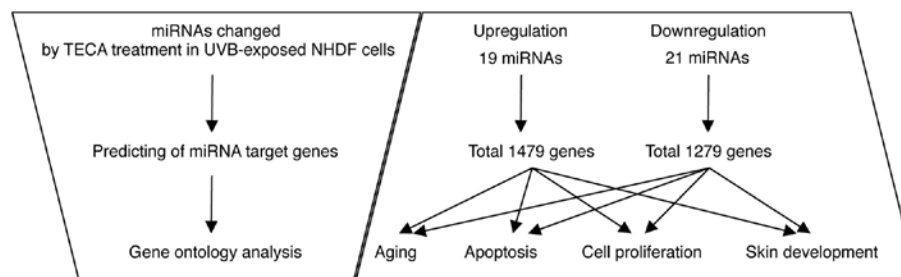 miRNAs changed
by TECA treatment in UVB-exposed NHDF cells
Predicting of miRNA target genes
Gene ontology analysis
Upregulation
19 miRNAs
Downregulation
21 miRNAs
Total 1479 genes
Total 1279 genes
Aging
Apoptosis
Cell proliferation
Skin development